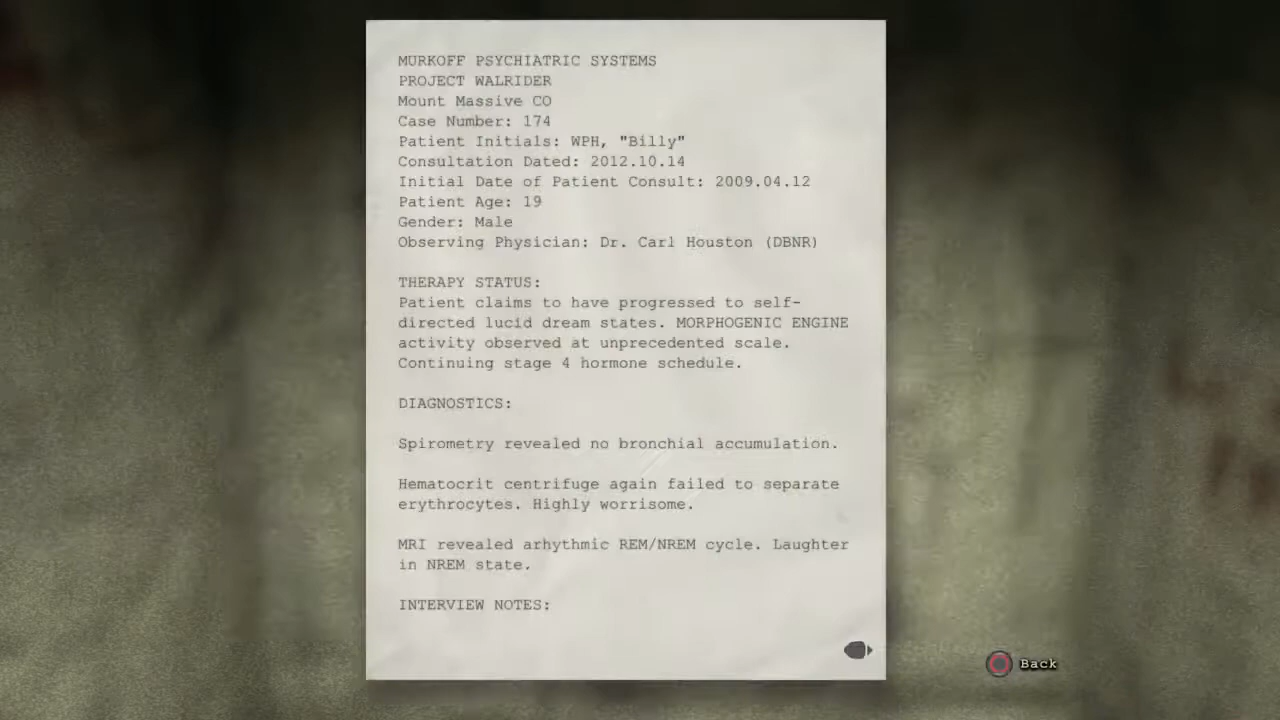 MURKOFF PSYCHIATRIC SYSTEMS
PROJECT WALRIDER
Mount Massive CO
Case Number: 174
Patient Initials: WPH, "Billy"
Consultation Dated: 2012.10.14
Initial Date of Patient Consult: 2009.04.12
Patient Age: 19
Gender: Male
Observing Physician: Dr. Carl Houston (DBNR)
THERAPY STATUS:
Patient claims to have progressed to self-
directed lucid dream states. MORPHOGENIC ENGINE
activity observed at unprecedented scale.
Continuing stage 4 hormone schedule.
DIAGNOSTICS:
Spirometry revealed no bronchial accumulation.
Hematocrit centrifuge again failed to separate
erythrocytes. Highly worrisome.
MRI revealed arhythmic REM/NREM cycle. Laughter
in NREM state.
INTERVIEW NOTES:
Back